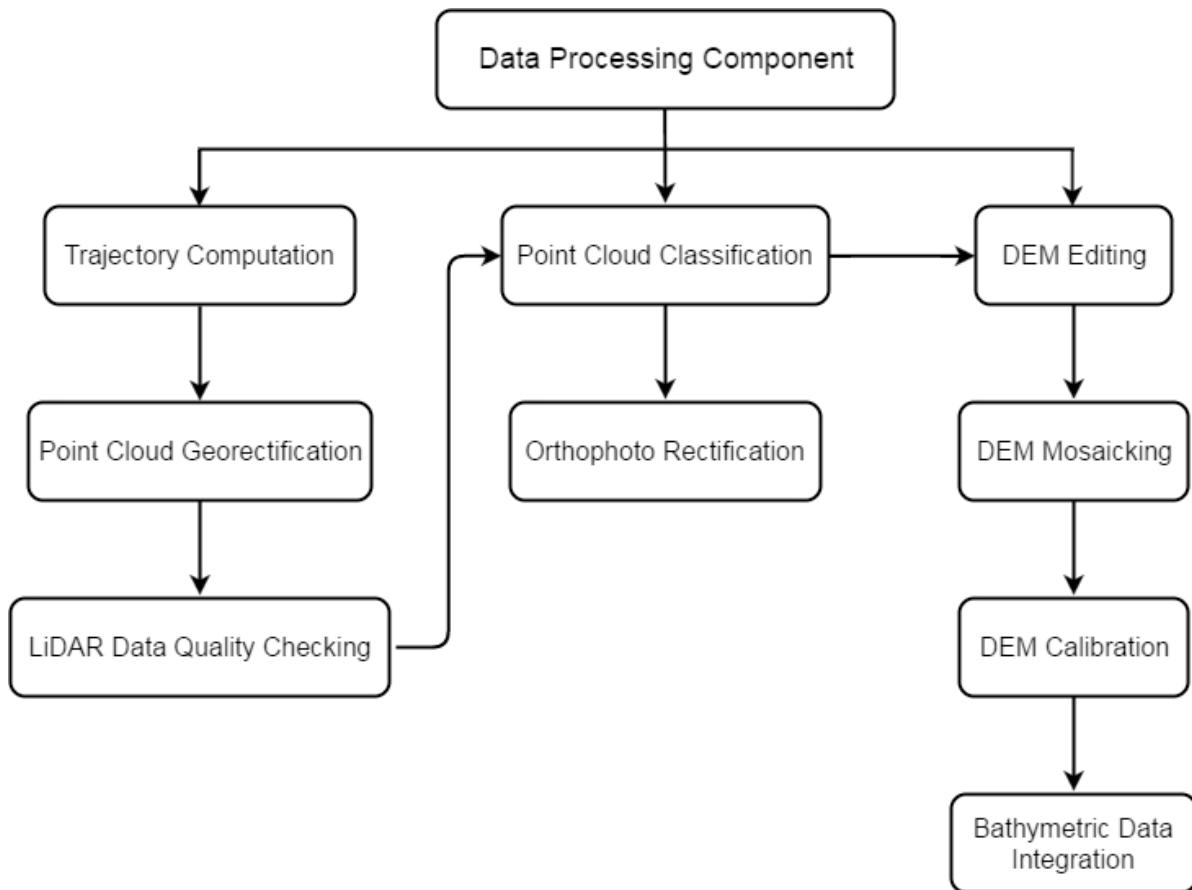 Data Processing Component
Trajectory Computation
Point Cloud Classification
DEM Editing
Point Cloud Georectification
Orthophoto Rectification
DEM Mosaicking
LiDAR Data Quality Checking
DEM Calibration
Bathymetric Data
Integration